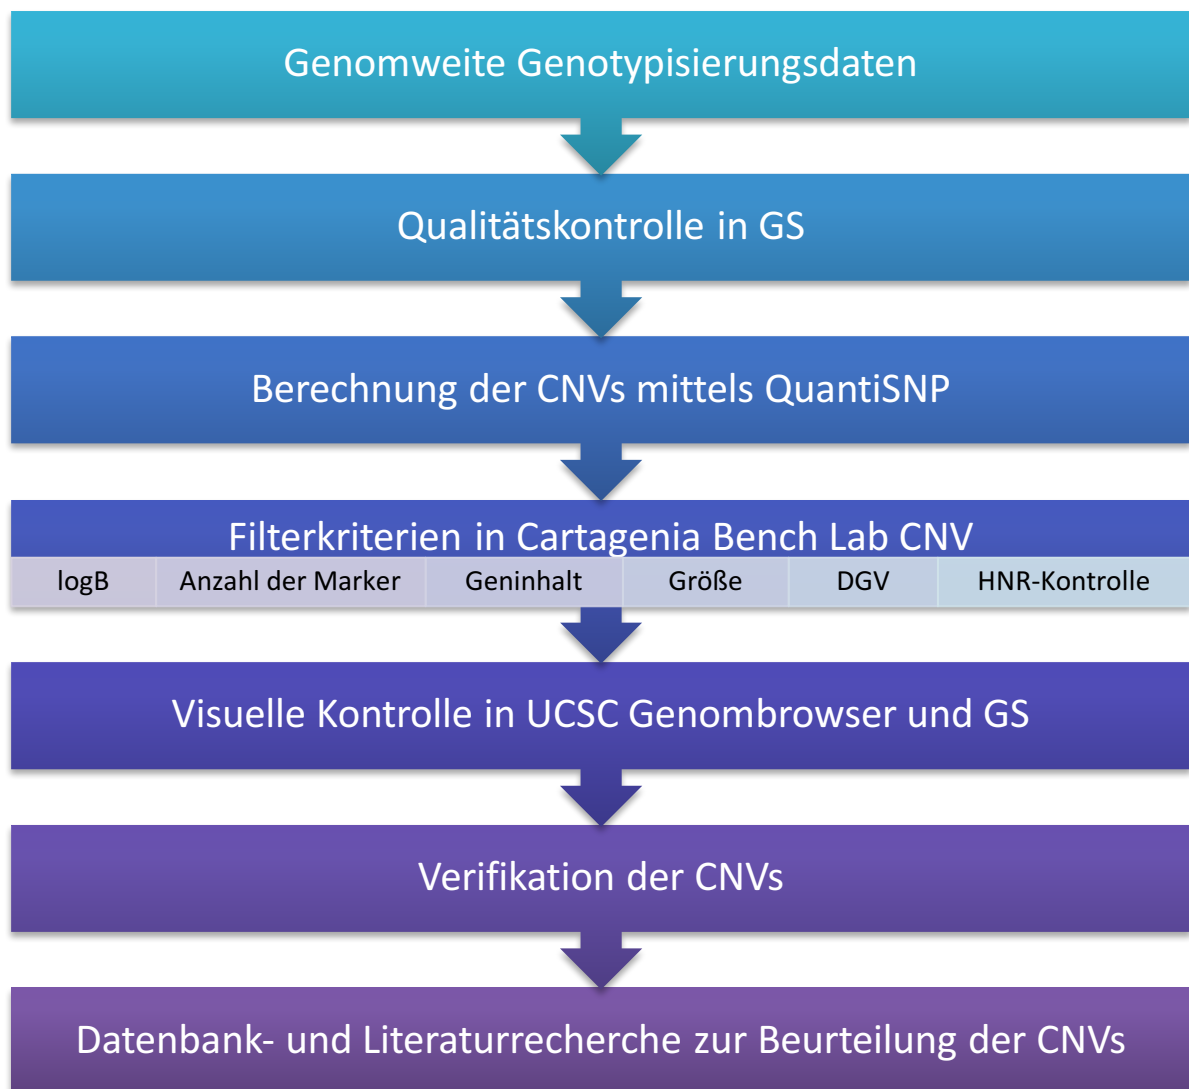 Genomweite Genotypisierungsdaten
Qualitätskontrolle in GS
Berechnung der CNVs mittels QuantiSNP
Filterkriterien in Cartagenia Bench Lab CNV
logB Anzahl der Marker Geninhalt Größe DGV HNR-Kontrolle
Visuelle Kontrolle in UCSC Genombrowser und GS
Verifikation der CNVs
Datenbank- und Literaturrecherche zur Beurteilung der CNVs